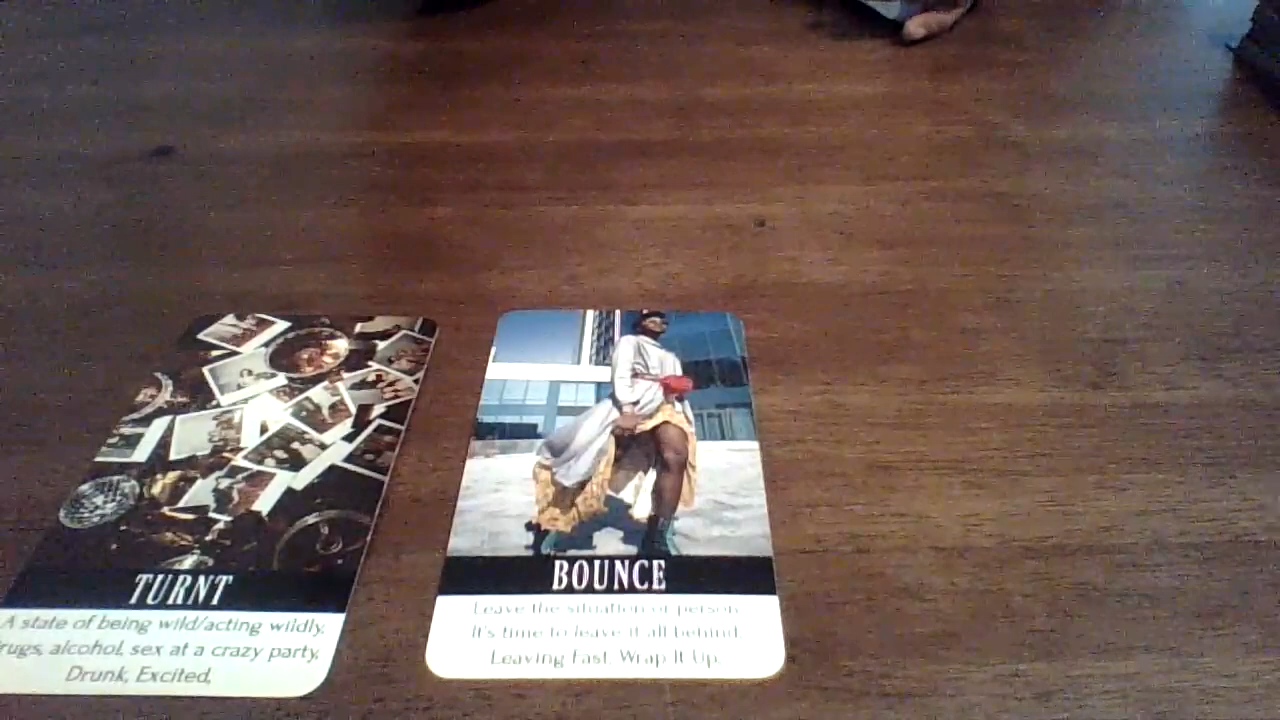 TURNT
A state of being wild/acting wildly.
rugs, alcohol, sex at a crazy party,
Drunk, Excited,
BOUNCE
Leave the situation or person
It's time to leave it all behind.
Leaving Fast. Wrap It Up.